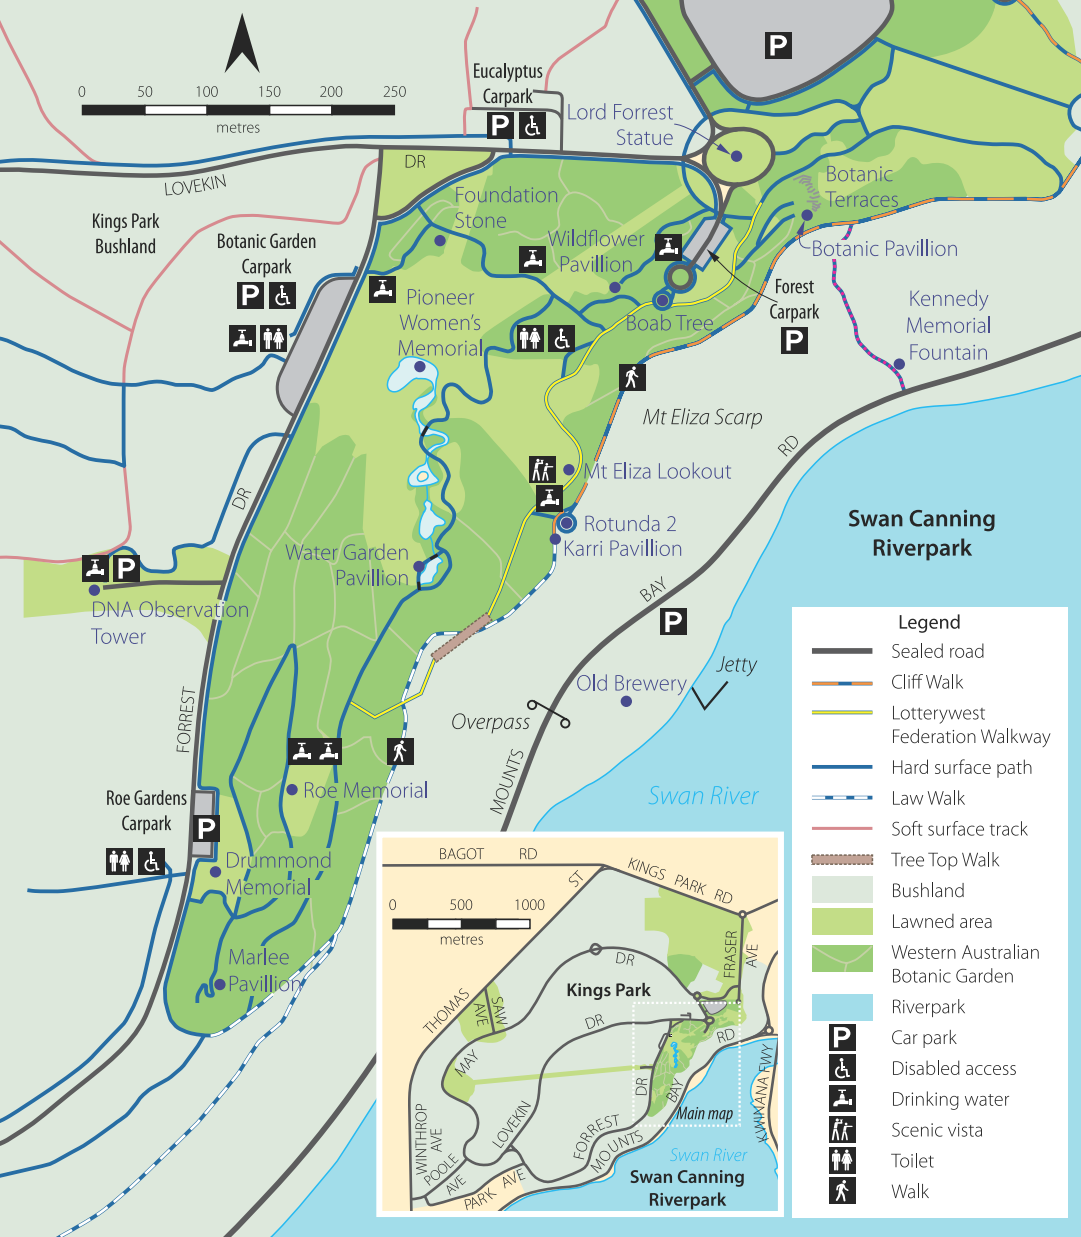 0 50 100 150 200 250
metres
Eucalyptus
Carpark
P
P
Lord Forrest
Statue
DR
LOVEKIN
Kings Park
Bushland
Botanic Garden
Carpark
P
Foundation
Stone
Wildflower
Pavillion
Botanic
Terraces
Botanic Pavillion
Forest
Carpark
P
Pioneer
Women's
Memorial
Boab Tree
Kennedy
Memorial
Fountain
Mt Eliza Scarp
RD
Mt Eliza Lookout
DR
Rotunda 2
Karri Pavillion
Swan Canning
Riverpark
Water Garden
Pavillion
P
DNA Observation
Tower
BAY
P
Jetty
Old Brewery
Overpass
FORREST
MOUNTS
Swan River
Roe Memorial
Roe Gardens
Carpark
P
Drummond
Memorial
Marlee
Pavillion
Legend
Sealed road
Cliff Walk
Lotterywest
Federation Walkway
Hard surface path
Law Walk
Soft surface track
Tree Top Walk
Bushland
Lawned area
Western Australian
Botanic Garden
Riverpark
P Car park
Disabled access
Drinking water
Scenic vista
Toilet
Walk
BAGOT RD
ST
KINGS PARK RD
0 500 1000
metres
FRASER
AVE
DR
Kings Park
THOMAS
SAW
AVE
DR
RD
MAY
DR
BAY
Main map
KWINANA FWY
WINTHROP
AVE
LOVEKIN
FORREST
MOUNTS
POOLE
AVE
PARK AVE
Swan River
Swan Canning
Riverpark